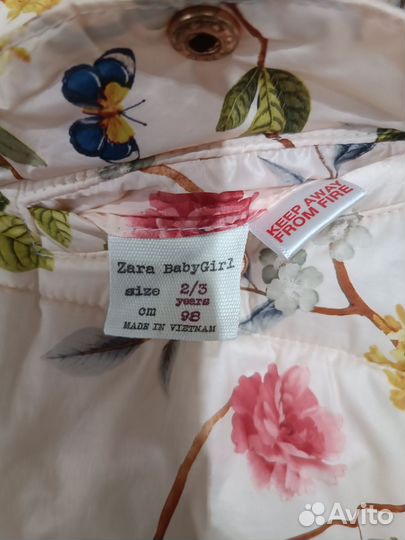 KEEP AWAY
FROM FIRE
Zara BabyGirl
size 2/3
years
cm 98
MADE IN VIETNAM
Avito